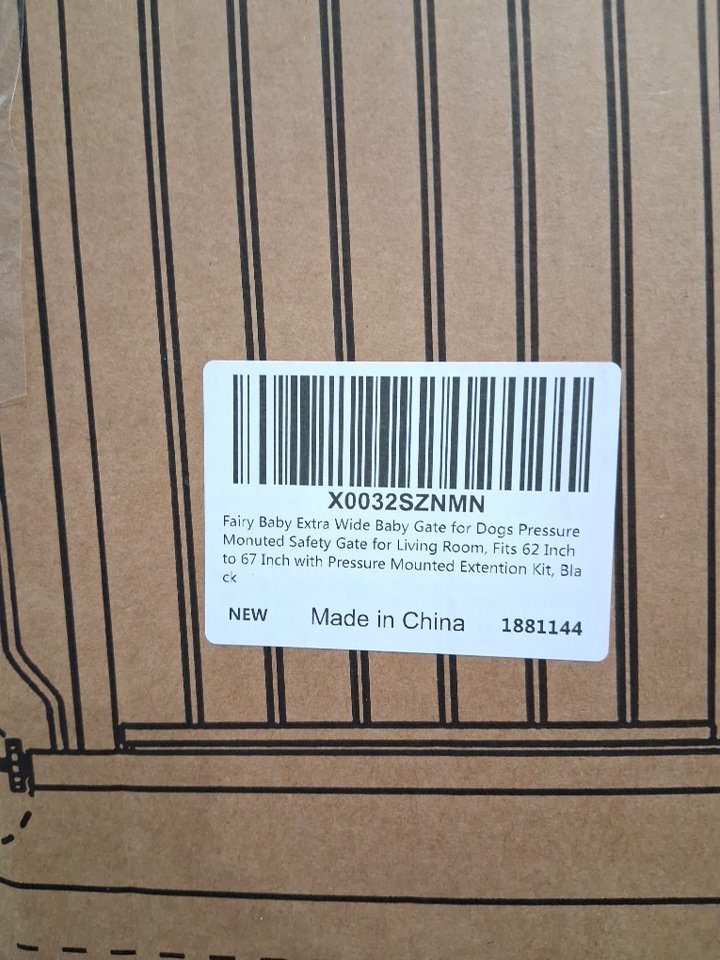 X0032SZNMN
Fairy Baby Extra Wide Baby Gate for Dogs Pressure
Monuted Safety Gate for Living Room, Fits 62 Inch
to 67 Inch with Pressure Mounted Extention Kit, Bla
ck
NEW Made in China 1881144